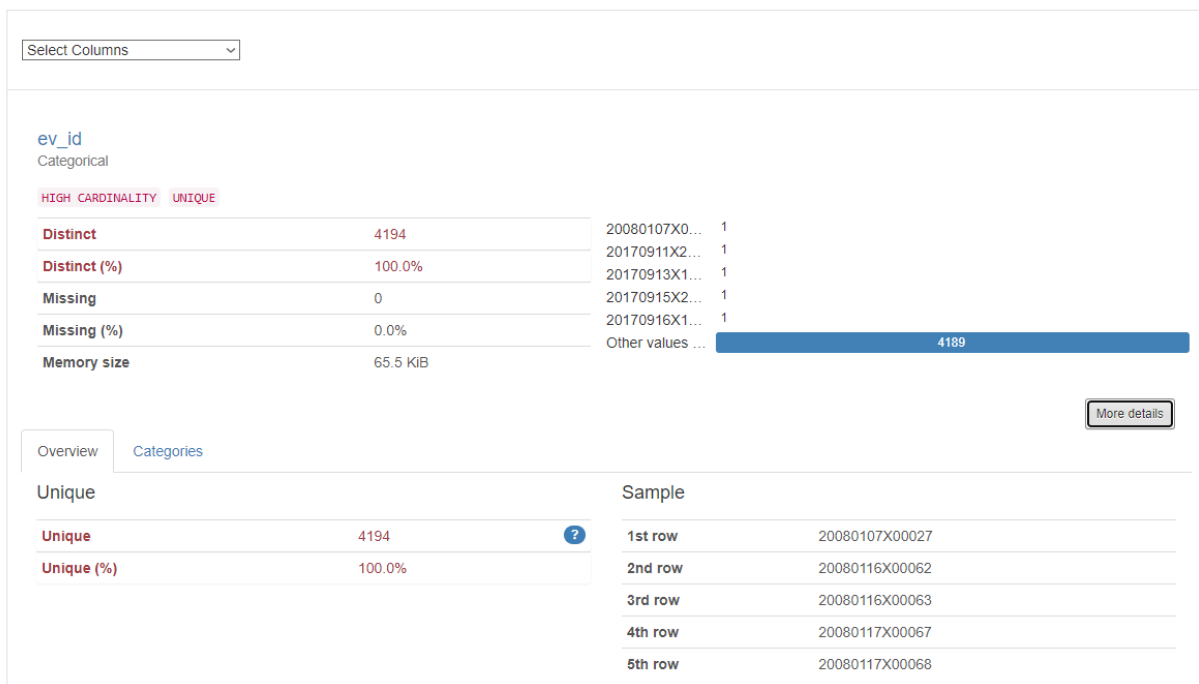 Select Columns
ev_id
Categorical
HIGH CARDINALITY UNIQUE
Distinct 4194
Distinct (%) 100.0%
Missing 0
Missing (%) 0.0%
Memory size 65.5 KiB
20080107X0... 1
20170911X2... 1
20170913X1... 1
20170915X2... 1
20170916X1... 1
Other values ... 4189
More details
Overview Categories
Unique
Unique 4194 ?
Unique (%) 100.0%
Sample
1st row 20080107X00027
2nd row 20080116X00062
3rd row 20080116X00063
4th row 20080117X00067
5th row 20080117X00068